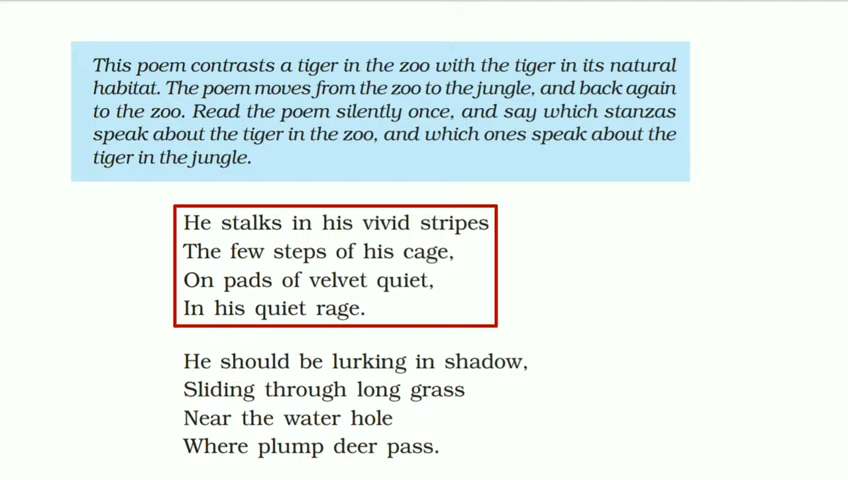 This poem contrasts a tiger in the zoo with the tiger in its natural
habitat. The poem moves from the zoo to the jungle, and back again
to the zoo. Read the poem silently once, and say which stanzas
speak about the tiger in the zoo, and which ones speak about the
tiger in the jungle.
He stalks in his vivid stripes
The few steps of his cage,
On pads of velvet quiet,
In his quiet rage.
He should be lurking in shadow,
Sliding through long grass
Near the water hole
Where plump deer pass.